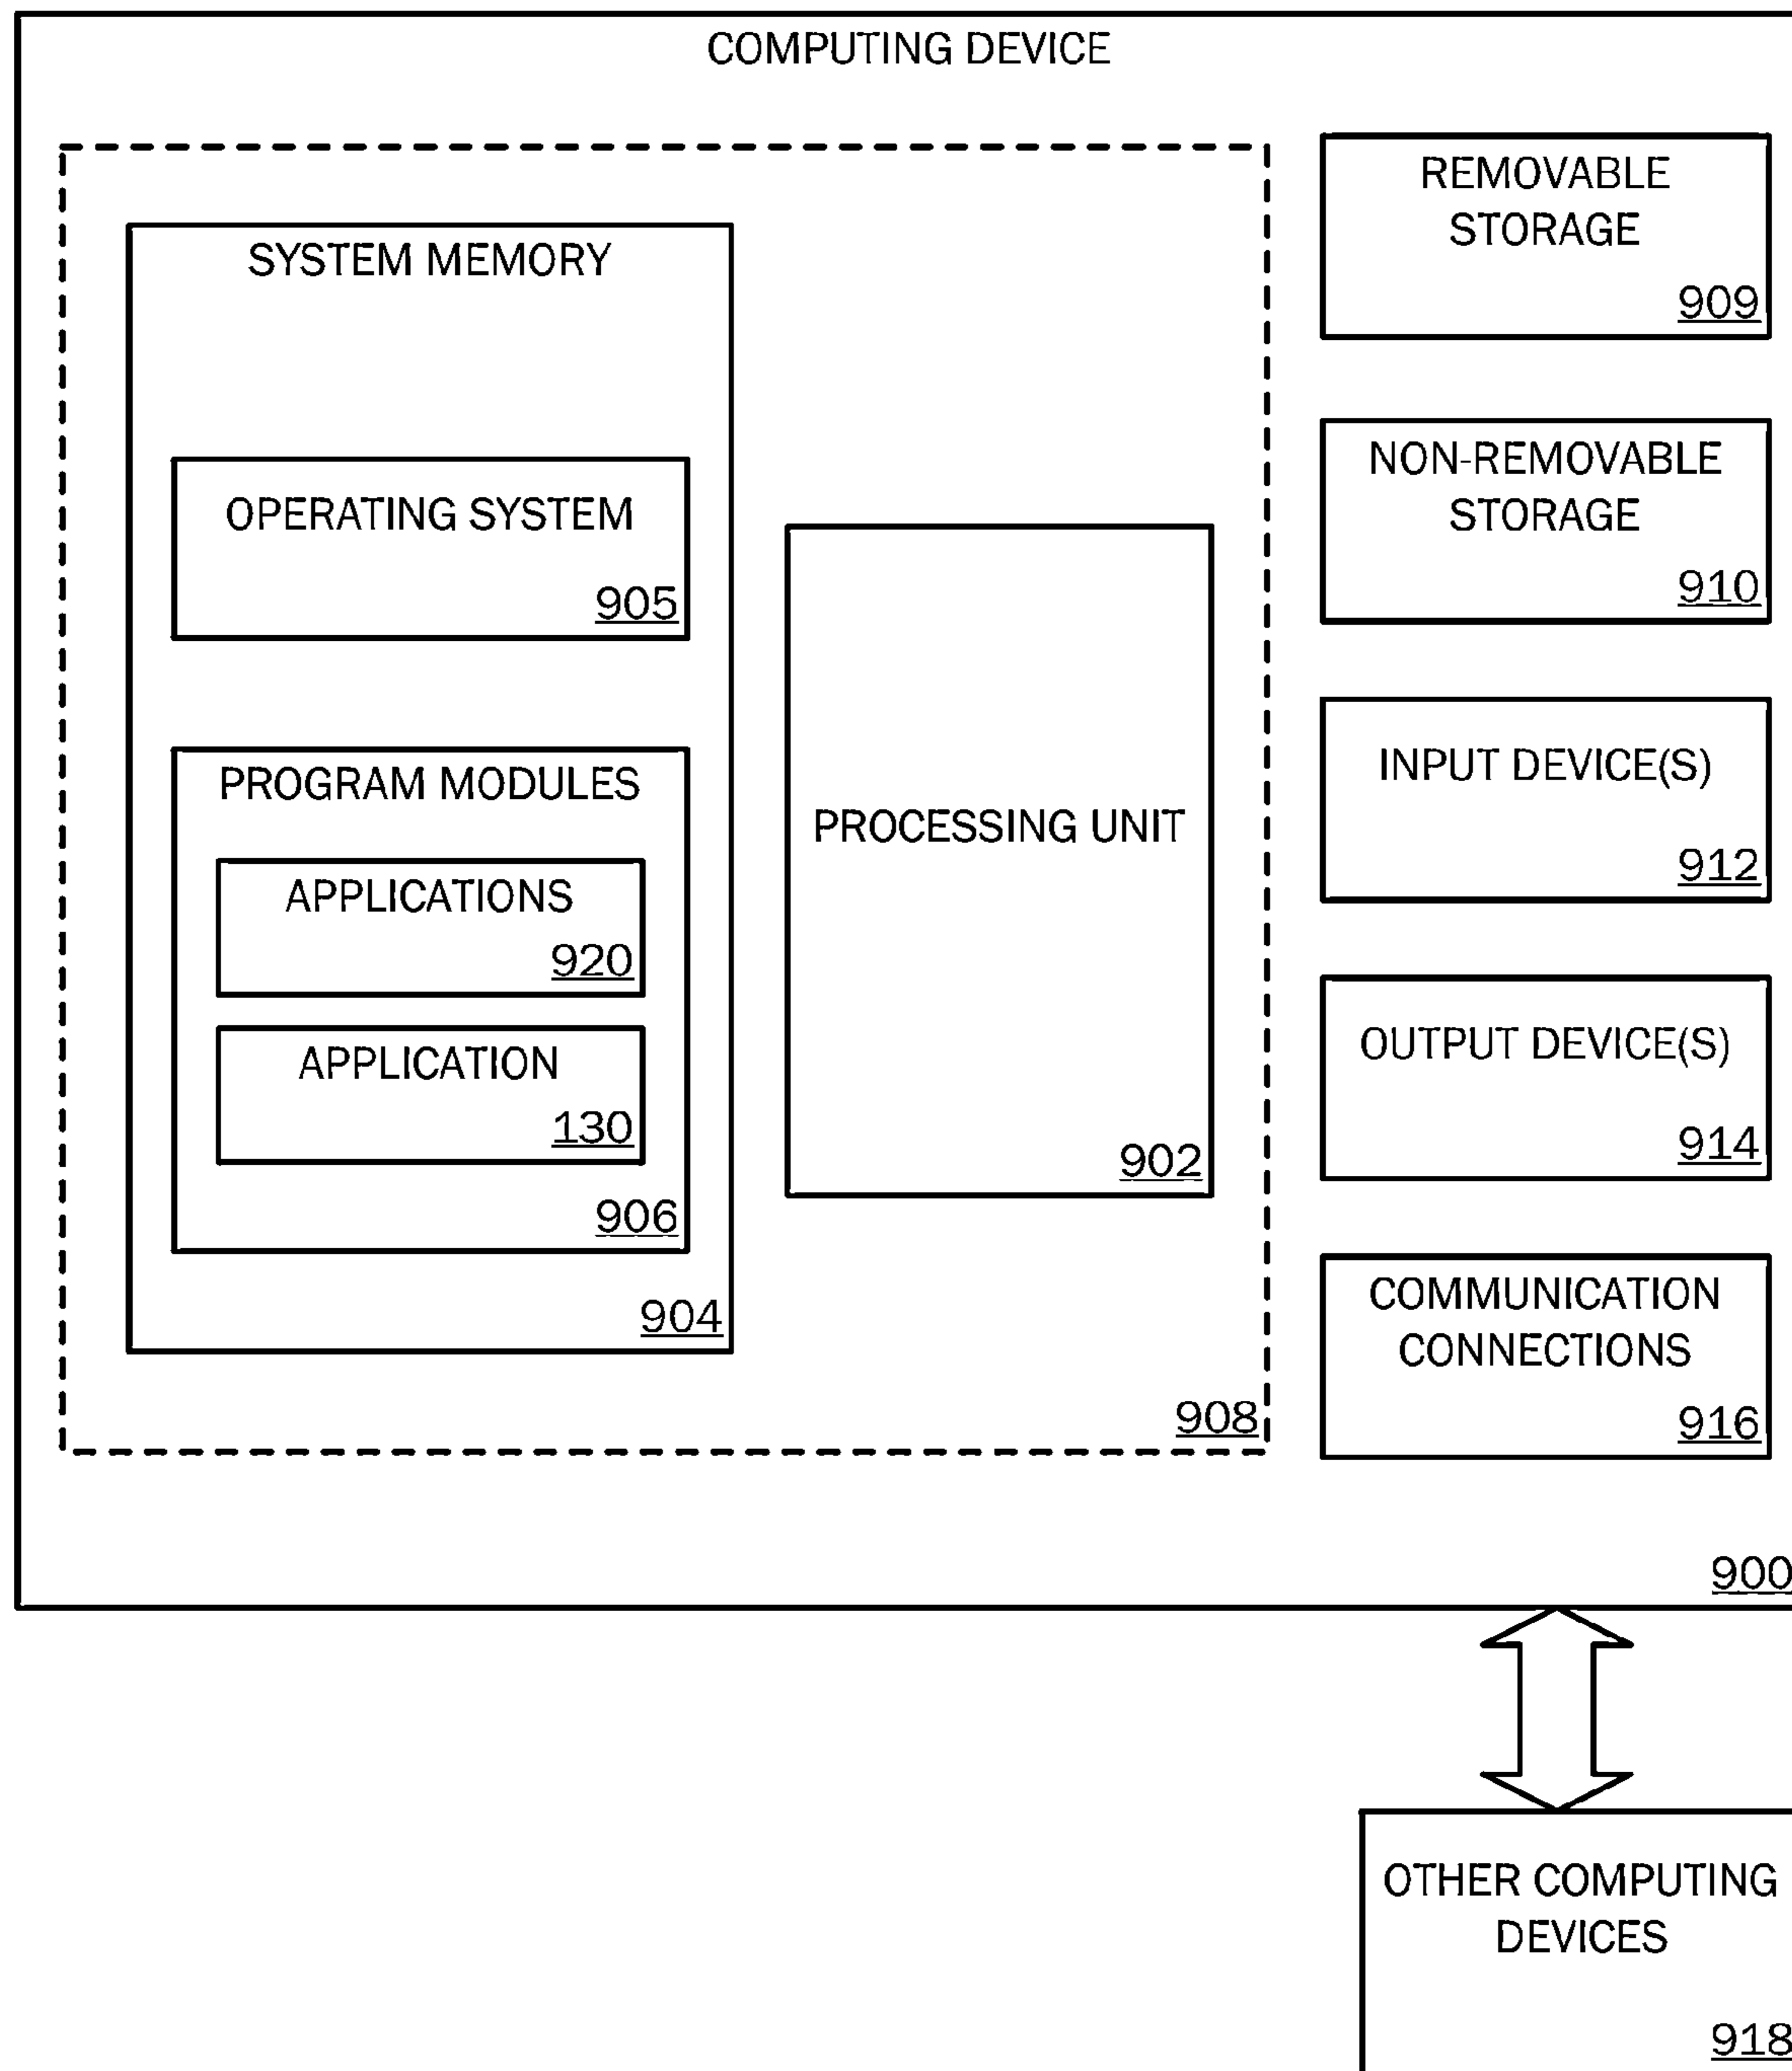 COMPUTING DEVICE
SYSTEM MEMORY
OPERATING SYSTEM
905
PROGRAM MODULES
APPLICATIONS
920
APPLICATION
130
906
904
PROCESSING UNIT
902
908
REMOVABLE
STORAGE
909
NON-REMOVABLE
STORAGE
910
INPUT DEVICE(S)
912
OUTPUT DEVICE(S)
914
COMMUNICATION
CONNECTIONS
916
900
OTHER COMPUTING
DEVICES
918